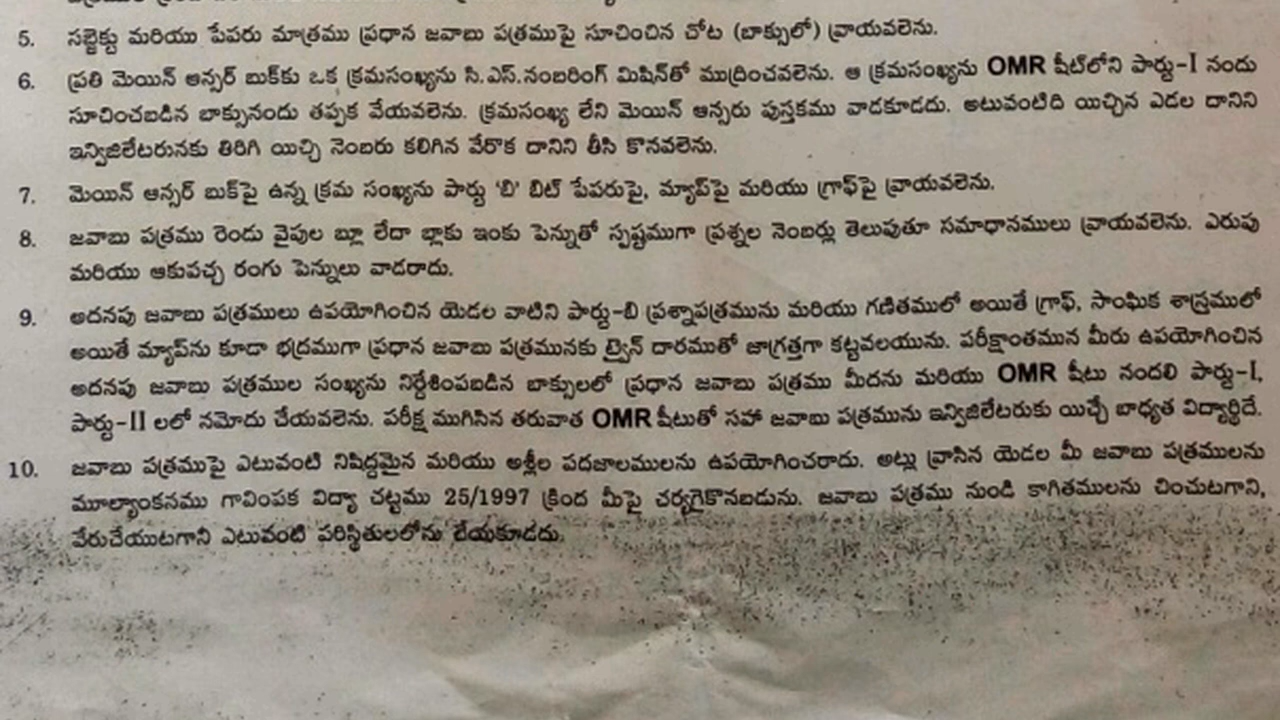 5. సబ్జెక్టు మరియు పేపరు మాత్రము ప్రధాన జవాబు పత్రముపై సూచించిన చోట (బాక్సులో) వ్రాయవలెను.
6. ప్రతి మెయిన్ ఆన్సర్ బుక్‌కు ఒక క్రమసంఖ్యను సి.ఎస్.నంబరింగ్ మిషిన్‌తో ముద్రించవలెను. ఆ క్రమసంఖ్యను OMR షీట్‌లోని పార్టు-I నందు
సూచించబడిన బాక్సునందు తప్పక వేయవలెను. క్రమసంఖ్య లేని మెయిన్ ఆన్సరు పుస్తకము వాడకూడదు. అటువంటిది యిచ్చిన ఎడల దానిని
ఇన్విజిలేటరునకు తిరిగి యిచ్చి నెంబరు కలిగిన వేరొక దానిని తీసి కొనవలెను.
7. మెయిన్ ఆన్సర్ బుక్‌పై ఉన్న క్రమ సంఖ్యను పార్టు 'బి' బిట్ పేపరుపై, మ్యాప్‌పై మరియు గ్రాఫ్‌పై వ్రాయవలెను.
8. జవాబు పత్రము రెండు వైపుల బ్లూ లేదా బ్లాకు ఇంకు పెన్నుతో స్పష్టముగా ప్రశ్నల నెంబర్లు తెలుపుతూ సమాధానములు వ్రాయవలెను. ఎరుపు
మరియు ఆకుపచ్చ రంగు పెన్నులు వాడరాదు.
9. అదనపు జవాబు పత్రములు ఉపయోగించిన యెడల వాటిని పార్టు-బి ప్రశ్నాపత్రమును మరియు గణితములో అయితే గ్రాఫ్, సాంఘిక శాస్త్రములో
అయితే మ్యాప్‌ను కూడా భద్రముగా ప్రధాన జవాబు పత్రమునకు ట్వైన్ దారముతో జాగ్రత్తగా కట్టవలయును. పరీక్షాంతమున మీరు ఉపయోగించిన
అదనపు జవాబు పత్రముల సంఖ్యను నిర్దేశింపబడిన బాక్సులలో ప్రధాన జవాబు పత్రము మీదను మరియు OMR షీటు నందలి పార్టు-I,
పార్టు-II లలో నమోదు చేయవలెను. పరీక్ష ముగిసిన తరువాత OMR షీటుతో సహా జవాబు పత్రమును ఇన్విజిలేటరుకు యిచ్చే బాధ్యత విద్యార్థిదే.
10. జవాబు పత్రముపై ఎటువంటి నిషిద్ధమైన మరియు అశ్లీల పదజాలములను ఉపయోగించరాదు. అట్లు వ్రాసిన యెడల మీ జవాబు పత్రములను
మూల్యాంకనము గావింపక విద్యా చట్టము 25/1997 క్రింద మీపై చర్యగైకొనబడును. జవాబు పత్రము నుండి కాగితములను చించుటగాని,
వేరుచేయుటగానీ ఎటువంటి పరిస్థితులలోను చేయకూడదు.